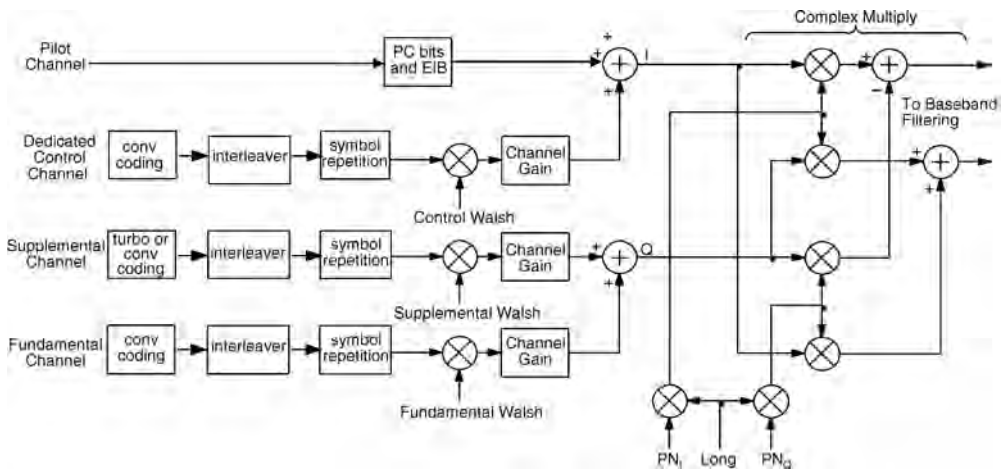 Complex Multiply
Pilot
Channel
PC bits
and EIB
+
+
+
I
+
−
To Baseband
Filtering
Dedicated
Control
Channel
conv
coding
interleaver
symbol
repetition
Channel
Gain
+
+
Control Walsh
Supplemental
Channel
turbo or
conv
coding
interleaver
symbol
repetition
Channel
Gain
+
+
Q
Supplemental Walsh
Fundamental
Channel
conv
coding
interleaver
symbol
repetition
Channel
Gain
Fundamental Walsh
PN_I Long PN_Q